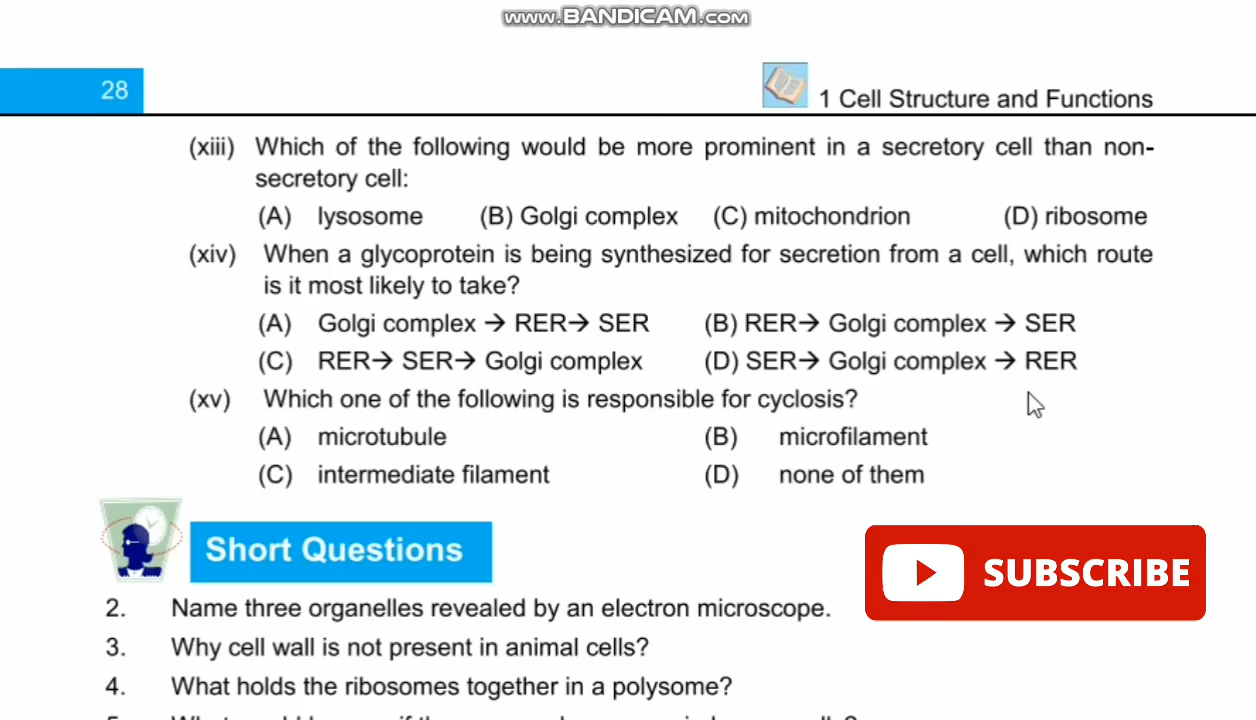 www.BANDICAM.com
28
1 Cell Structure and Functions
(xiii) Which of the following would be more prominent in a secretory cell than non-
secretory cell:
(A) lysosome (B) Golgi complex (C) mitochondrion (D) ribosome
(xiv) When a glycoprotein is being synthesized for secretion from a cell, which route
is it most likely to take?
(A) Golgi complex → RER→ SER (B) RER→ Golgi complex → SER
(C) RER→ SER→ Golgi complex (D) SER→ Golgi complex → RER
(xv) Which one of the following is responsible for cyclosis?
(A) microtubule (B) microfilament
(C) intermediate filament (D) none of them
Short Questions
SUBSCRIBE
2. Name three organelles revealed by an electron microscope.
3. Why cell wall is not present in animal cells?
4. What holds the ribosomes together in a polysome?